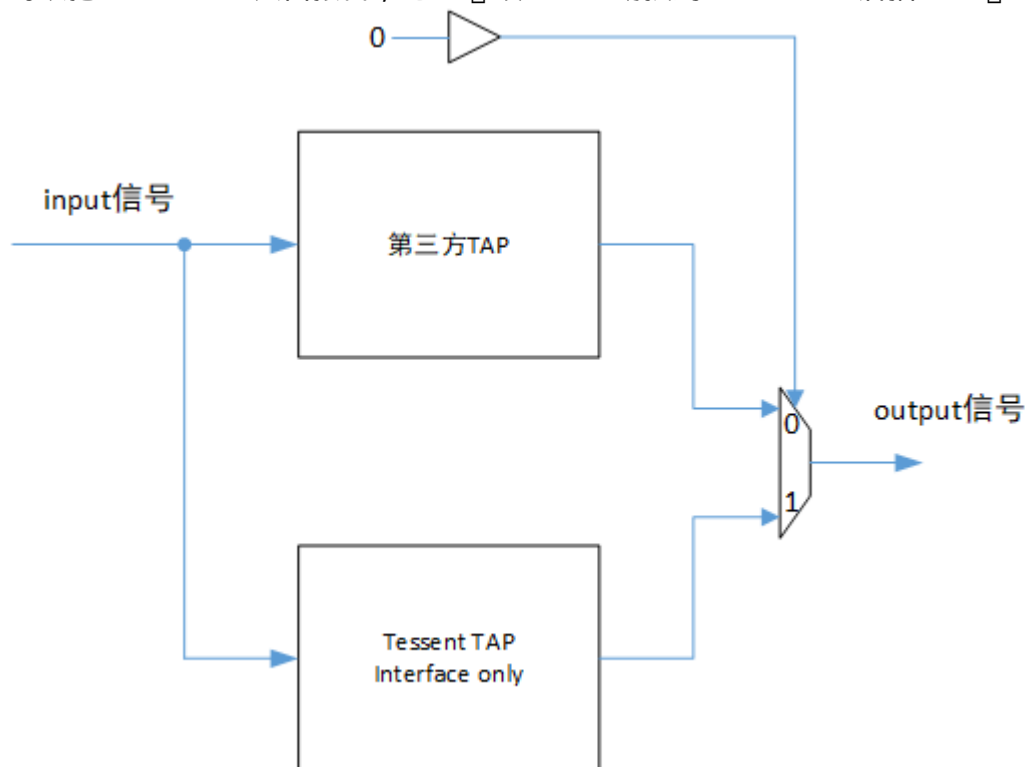 0
input信号
第三方TAP
0
output信号
1
Tessent TAP
Interface only